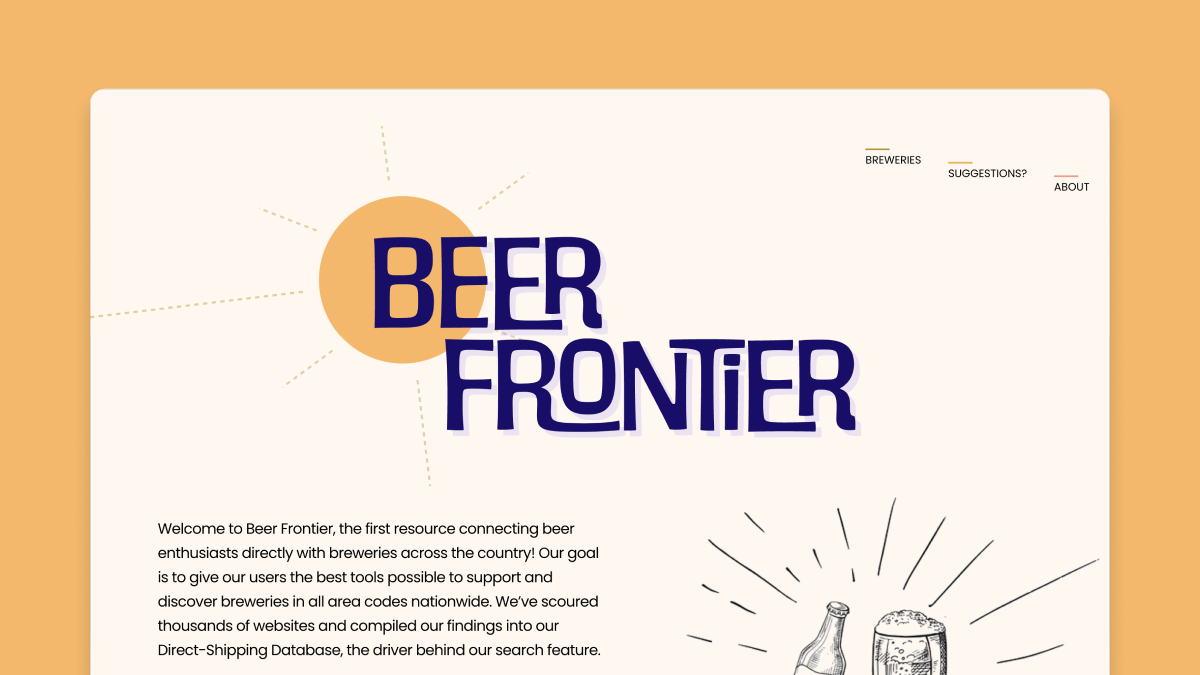 BREWERIES
SUGGESTIONS?
ABOUT
BEER
FRONTiER
Welcome to Beer Frontier, the first resource connecting beer
enthusiasts directly with breweries across the country! Our goal
is to give our users the best tools possible to support and
discover breweries in all area codes nationwide. We’ve scoured
thousands of websites and compiled our findings into our
Direct-Shipping Database, the driver behind our search feature.